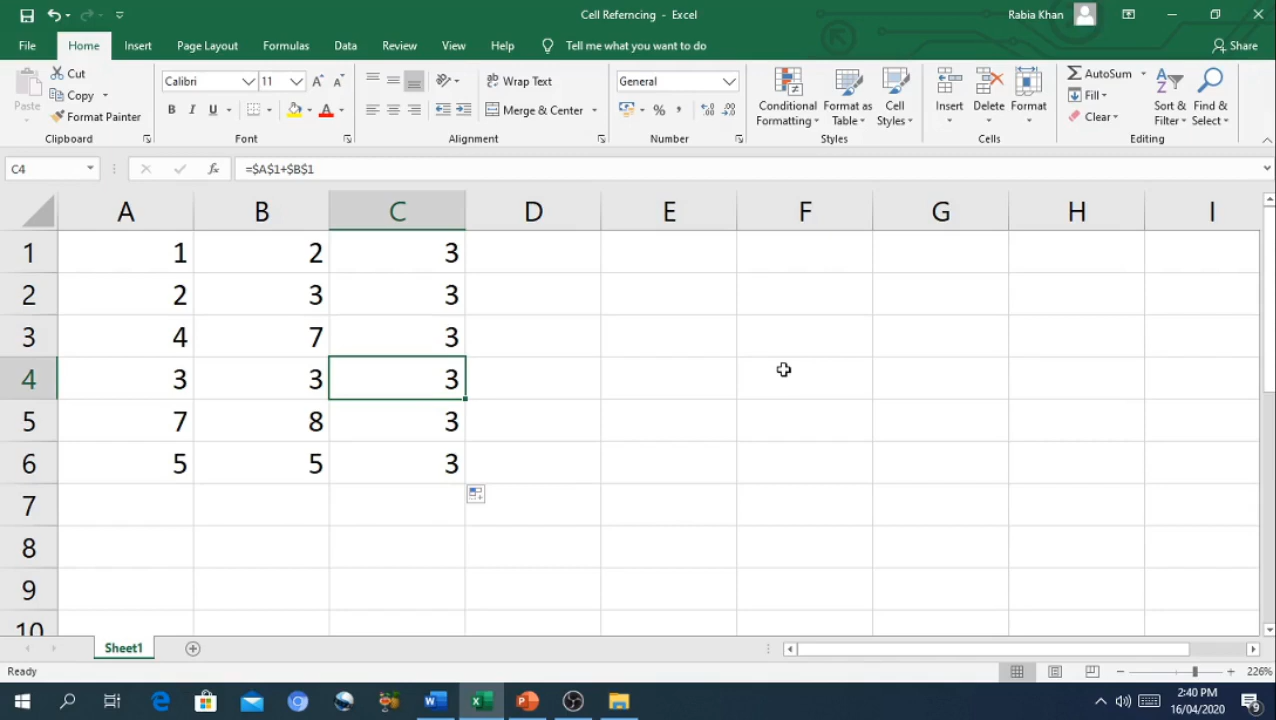 Cell Referncing - Excel
Rabia Khan
File Home Insert Page Layout Formulas Data Review View Help Tell me what you want to do Share
Paste
Cut
Copy
Format Painter
Clipboard
Calibri 11
B I U
Font
Wrap Text
Merge & Center
Alignment
General
Number
Conditional Formatting
Format as Table
Cell Styles
Styles
Insert Delete Format
Cells
AutoSum
Fill
Clear
Sort & Filter
Find & Select
Editing
C4 fx =$A$1+$B$1
A B C D E F G H I
1 1 2 3
2 2 3 3
3 4 7 3
4 3 3 3
5 7 8 3
6 5 5 3
7
8
9
10
Sheet1
Ready 226%
2:40 PM
16/04/2020
9